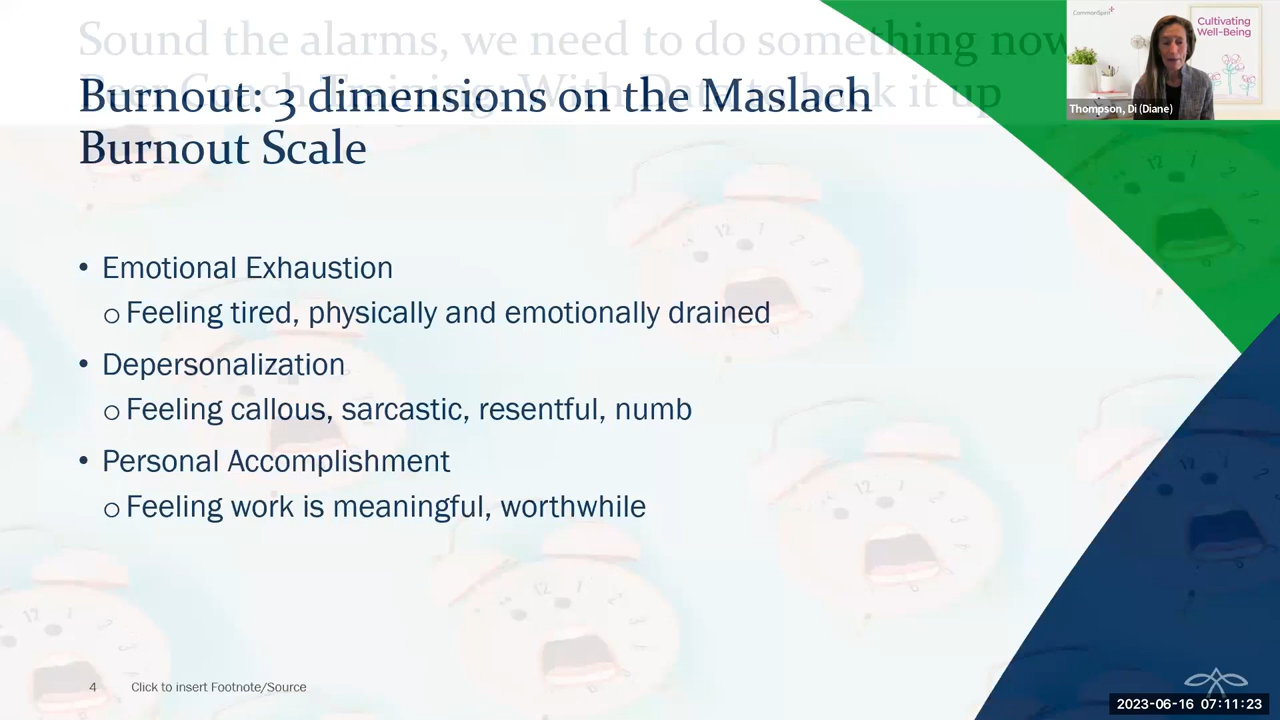 Sound the alarms, we need to do something now
Burnout: 3 dimensions on the Maslach
Burnout Scale
• Emotional Exhaustion
o Feeling tired, physically and emotionally drained
• Depersonalization
o Feeling callous, sarcastic, resentful, numb
• Personal Accomplishment
o Feeling work is meaningful, worthwhile
4 Click to insert Footnote/Source
CommonSpirit
Cultivating
Well-Being
Thompson, Di (Diane)
2023-06-16 07:11:23